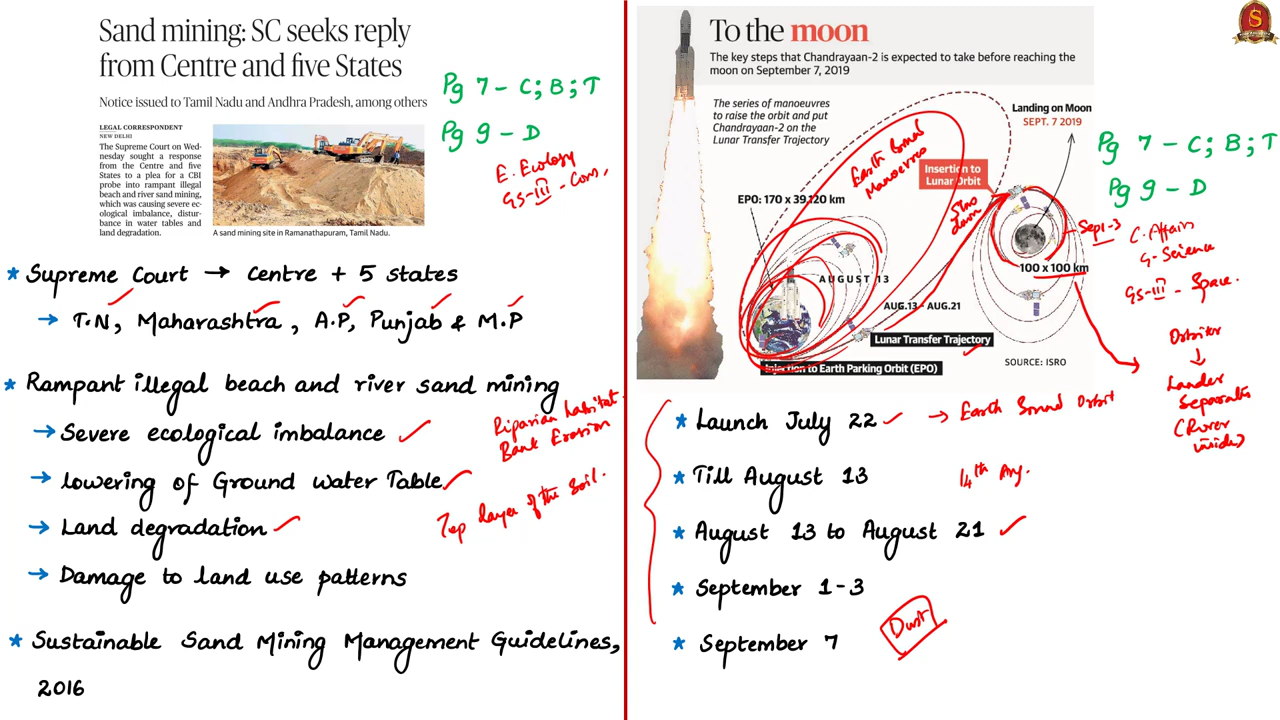 Sand mining: SC seeks reply
from Centre and five States
Notice issued to Tamil Nadu and Andhra Pradesh, among others
LEGAL CORRESPONDENT
NEW DELHI
The Supreme Court on Wed-
nesday sought a response
from the Centre and five
States to a plea for a CBI
probe into rampant illegal
beach and river sand mining,
which was causing severe ec-
ological imbalance, distur-
bance in water tables and
land degradation.
A sand mining site in Ramanathapuram, Tamil Nadu.
Pg 7 - C; B; T
Pg 9 - D
E. Ecology
GS-III - Cons,
* Supreme Court → centre + 5 states
→ T.N, Maharashtra, A.P, Punjab & M.P
* Rampant illegal beach and river sand mining
→ Severe ecological imbalance
Riparian habitat
Bank Erosion
→ lowering of Ground water Table
Top layer of the soil.
→ Land degradation
→ Damage to land use patterns
* Sustainable Sand Mining Management Guidelines,
2016
To the moon
The key steps that Chandrayaan-2 is expected to take before reaching the
moon on September 7, 2019
The series of manoeuvres
to raise the orbit and put
Chandrayaan-2 on the
Lunar Transfer Trajectory
Landing on Moon
SEPT. 7 2019
Earth Bound
Manoevres
Insertion to
Lunar Orbit
EPO: 170 x 39,120 km
Slow
down
Sept-3
100 x 100 km
AUGUST 13
AUG.13 - AUG.21
Lunar Transfer Trajectory
Injection to Earth Parking Orbit (EPO)
SOURCE: ISRO
Pg 7 - C; B; T
Pg 9 - D
C. Affairs
G-Science
GS-III - Space.
Orbiter
↓
Lander
Separates
(Rover
inside)
* Launch July 22 → Earth Bound Orbit
* Till August 13 14th Aug.
* August 13 to August 21
* September 1-3
* September 7
Dust
S